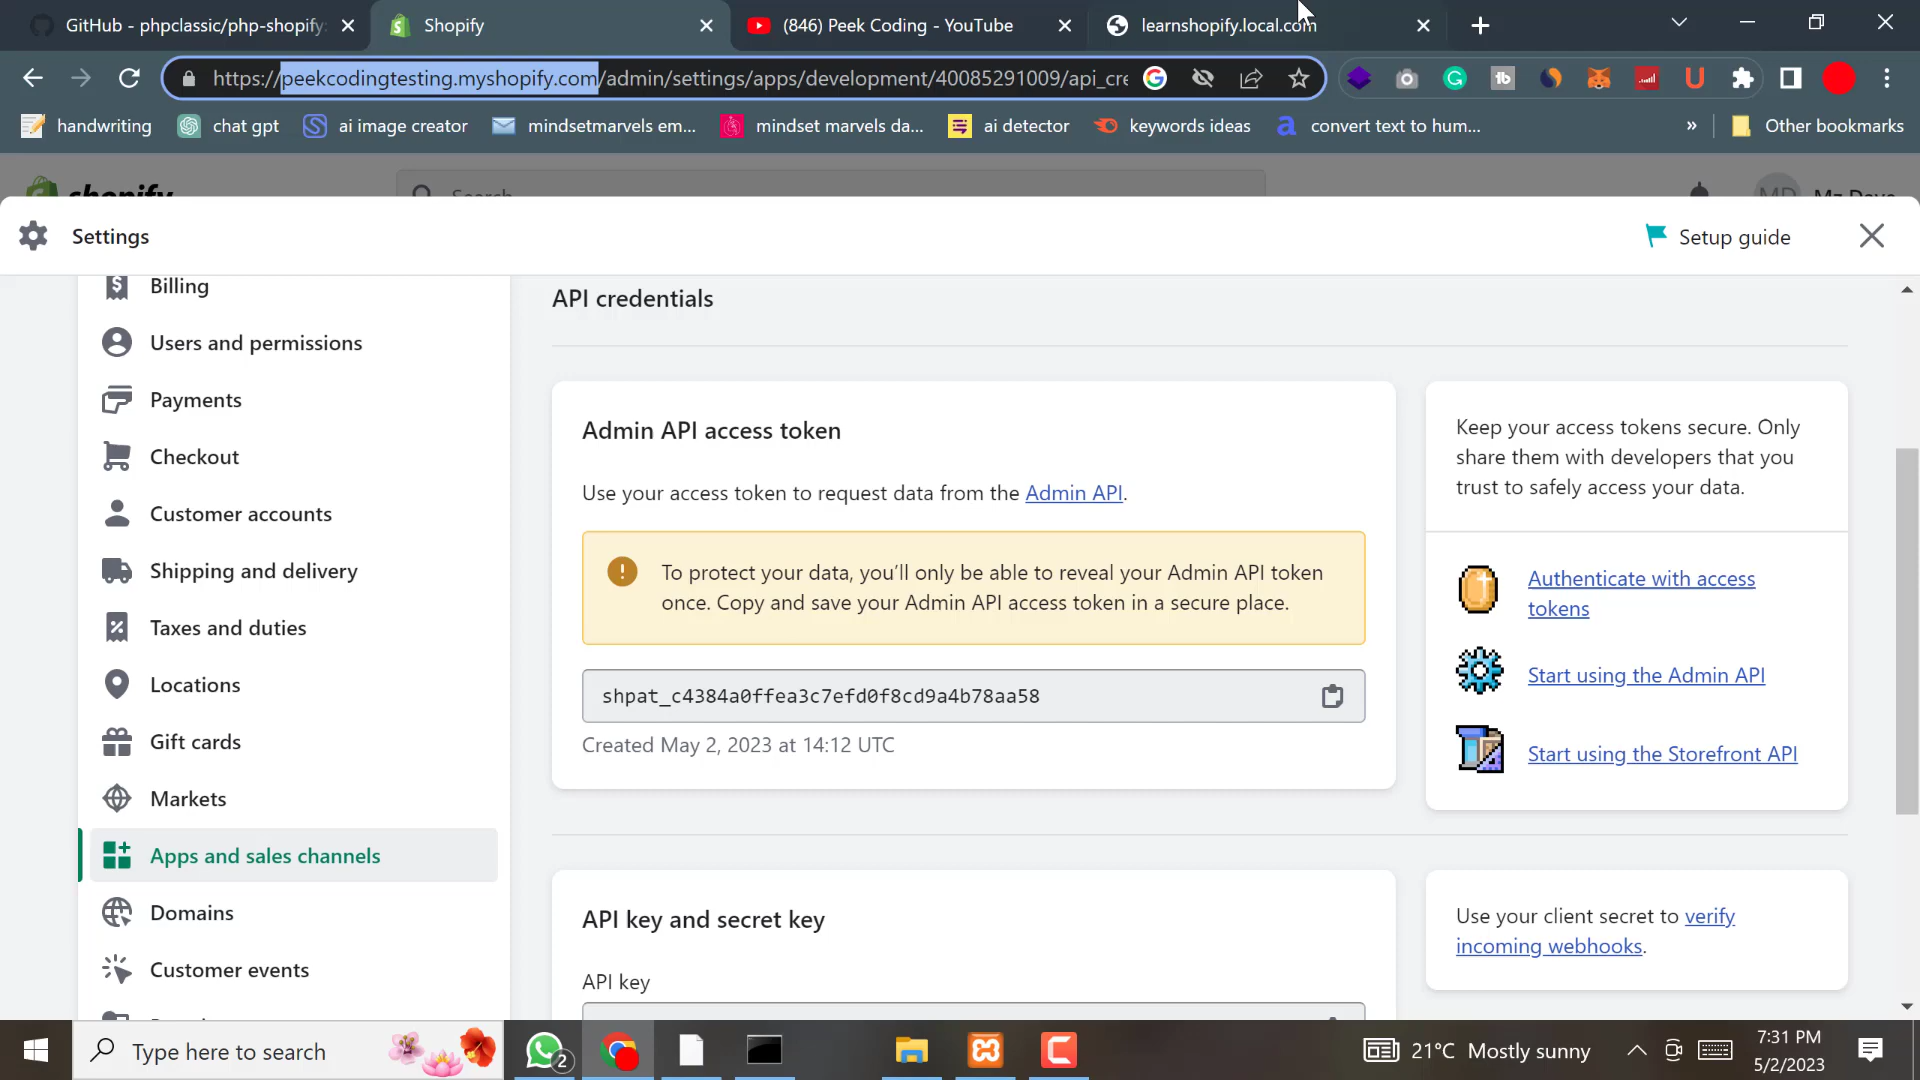 GitHub - phpclassic/php-shopify:
Shopify
(846) Peek Coding - YouTube
learnshopify.local.com
https://peekcodingtesting.myshopify.com/admin/settings/apps/development/40085291009/api_cre
handwriting
chat gpt
ai image creator
mindsetmarvels em...
mindset marvels da...
ai detector
keywords ideas
convert text to hum...
»
Other bookmarks
shopify
Search
MD
Mz Dave
Settings
Setup guide
Billing
Users and permissions
Payments
Checkout
Customer accounts
Shipping and delivery
Taxes and duties
Locations
Gift cards
Markets
Apps and sales channels
Domains
Customer events
API credentials
Admin API access token
Use your access token to request data from the Admin API.
To protect your data, you’ll only be able to reveal your Admin API token
once. Copy and save your Admin API access token in a secure place.
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
Created May 2, 2023 at 14:12 UTC
Keep your access tokens secure. Only
share them with developers that you
trust to safely access your data.
Authenticate with access
tokens
Start using the Admin API
Start using the Storefront API
API key and secret key
API key
Use your client secret to verify
incoming webhooks.
Type here to search
2
21°C Mostly sunny
7:31 PM
5/2/2023